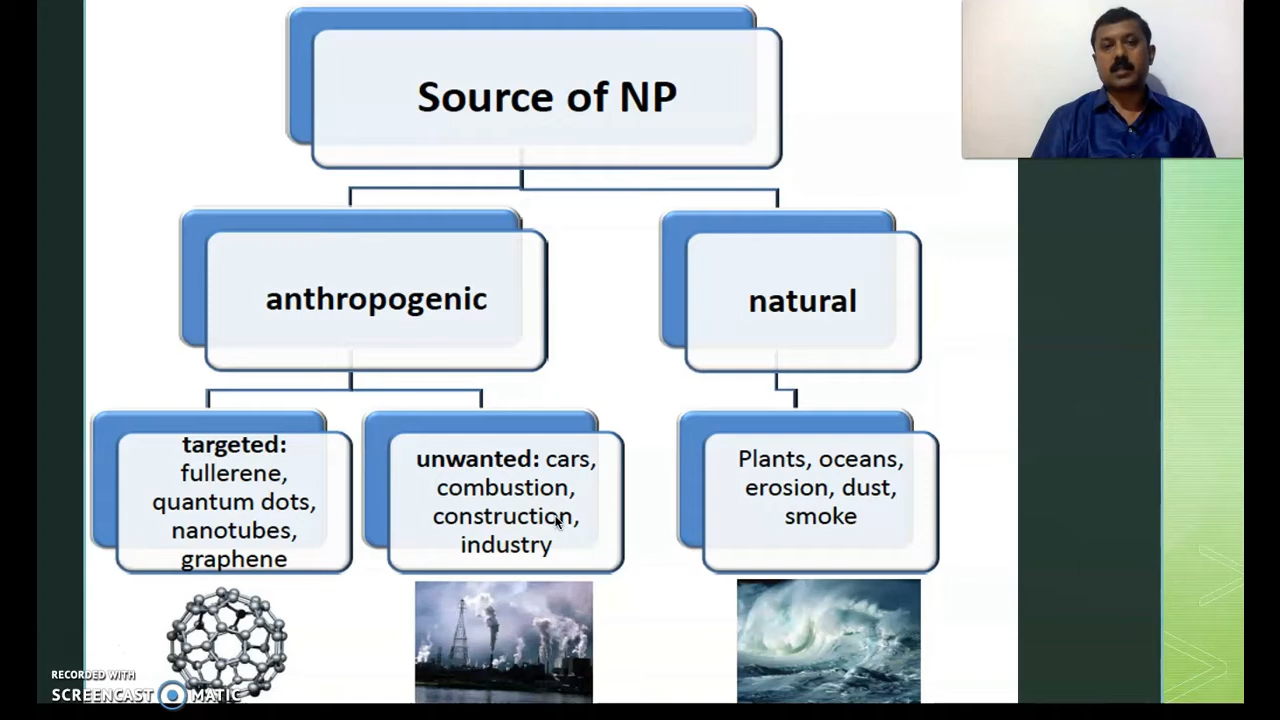 Source of NP
anthropogenic
natural
targeted:
fullerene,
quantum dots,
nanotubes,
graphene
unwanted: cars,
combustion,
construction,
industry
Plants, oceans,
erosion, dust,
smoke
RECORDED WITH
SCREENCAST MATIC